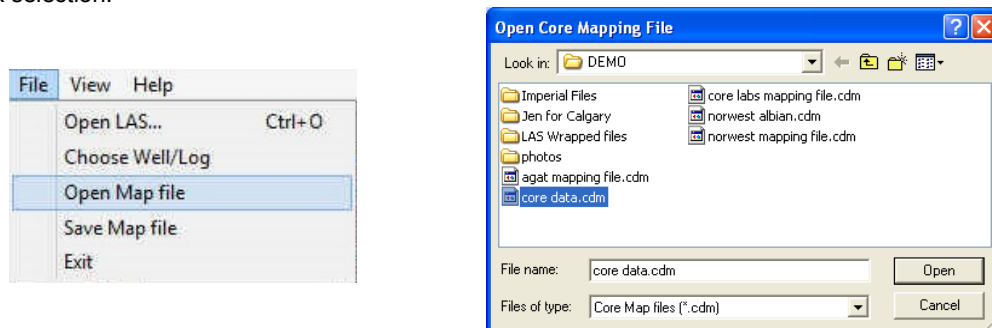 selection.
File View Help
Open LAS... Ctrl+O
Choose Well/Log
Open Map file
Save Map file
Exit
Open Core Mapping File
Look in: DEMO
Imperial Files
Jen for Calgary
LAS Wrapped files
photos
agat mapping file.cdm
core data.cdm
core labs mapping file.cdm
norwest albian.cdm
norwest mapping file.cdm
File name: core data.cdm Open
Files of type: Core Map files (*.cdm) Cancel